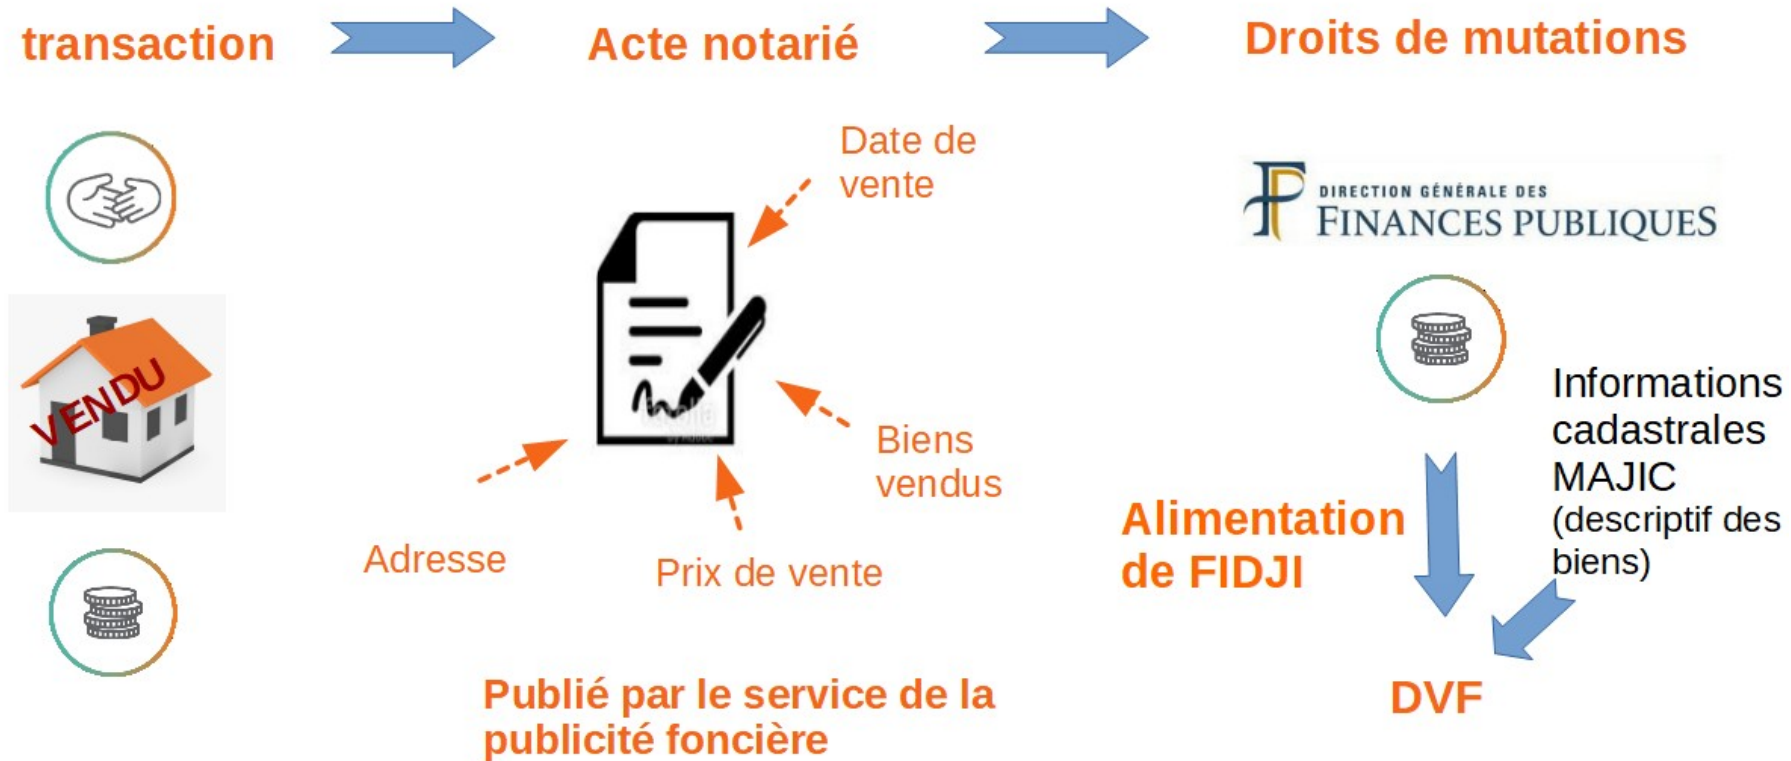 transaction
Acte notarié
Droits de mutations
Date de
vente
DIRECTION GÉNÉRALE DES
FINANCES PUBLIQUES
VENDU
Biens
vendus
Adresse
Prix de vente
Informations
cadastrales
MAJIC
(descriptif des
biens)
Alimentation
de FIDJI
Publié par le service de la
publicité foncière
DVF